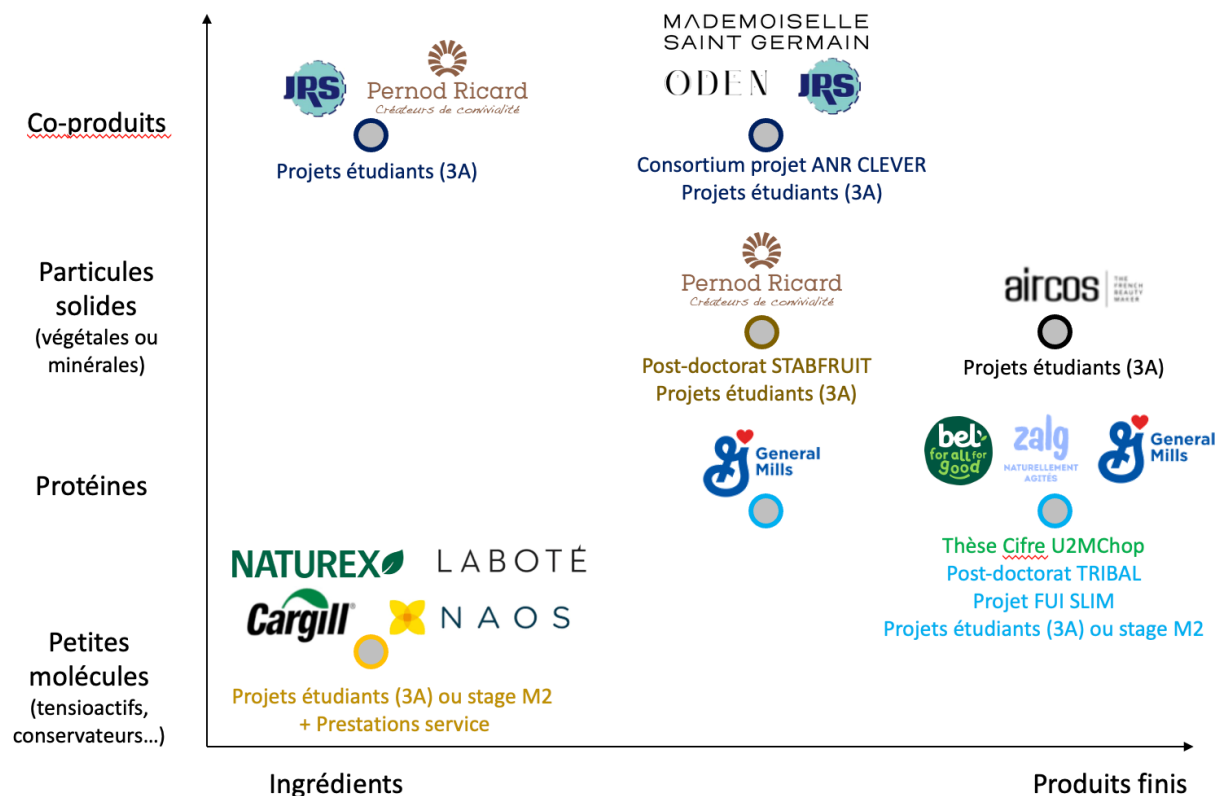 MADEMOISELLE
SAINT GERMAIN
JRS
Pernod Ricard
Créateurs de convivialité
ODEN
JRS
Co-produits
Projets étudiants (3A)
Consortium projet ANR CLEVER
Projets étudiants (3A)
Particules
solides
(végétales ou
minérales)
Pernod Ricard
Créateurs de convivialité
aircos
THE
FRENCH
BEAUTY
MAKER
Post-doctorat STABFRUIT
Projets étudiants (3A)
Projets étudiants (3A)
Protéines
General
Mills
bel
for all for
good
zalg
NATURELLEMENT
AGITÉS
General
Mills
Thèse Cifre U2MChop
Post-doctorat TRIBAL
Projet FUI SLIM
Projets étudiants (3A) ou stage M2
NATUREX
LABOTÉ
Cargill
NAOS
Petites
molécules
(tensioactifs,
conservateurs…)
Projets étudiants (3A) ou stage M2
+ Prestations service
Ingrédients
Produits finis